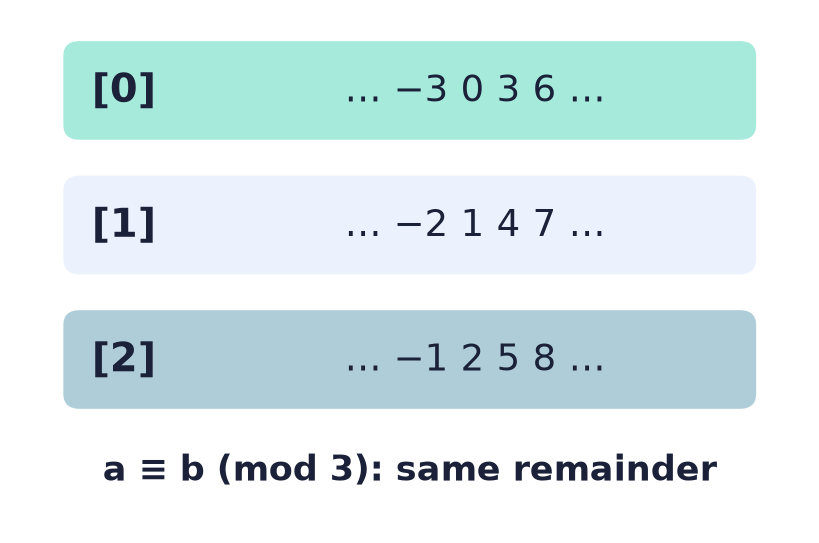 [0] … −3 0 3 6 …
[1] … −2 1 4 7 …
[2] … −1 2 5 8 …
a ≡ b (mod 3): same remainder